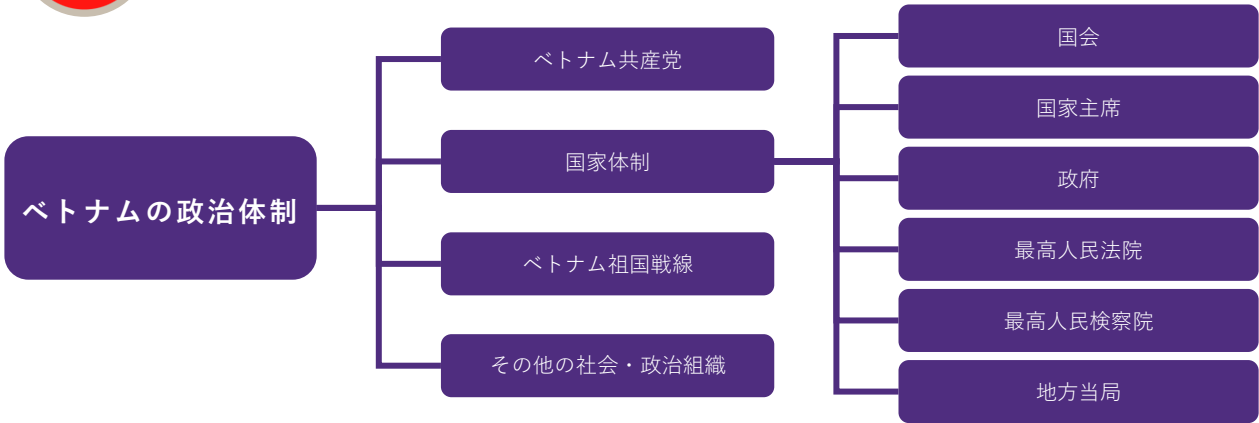 ベトナムの政治体制
ベトナム共産党
国家体制
ベトナム祖国戦線
その他の社会・政治組織
国会
国家主席
政府
最高人民法院
最高人民検察院
地方当局